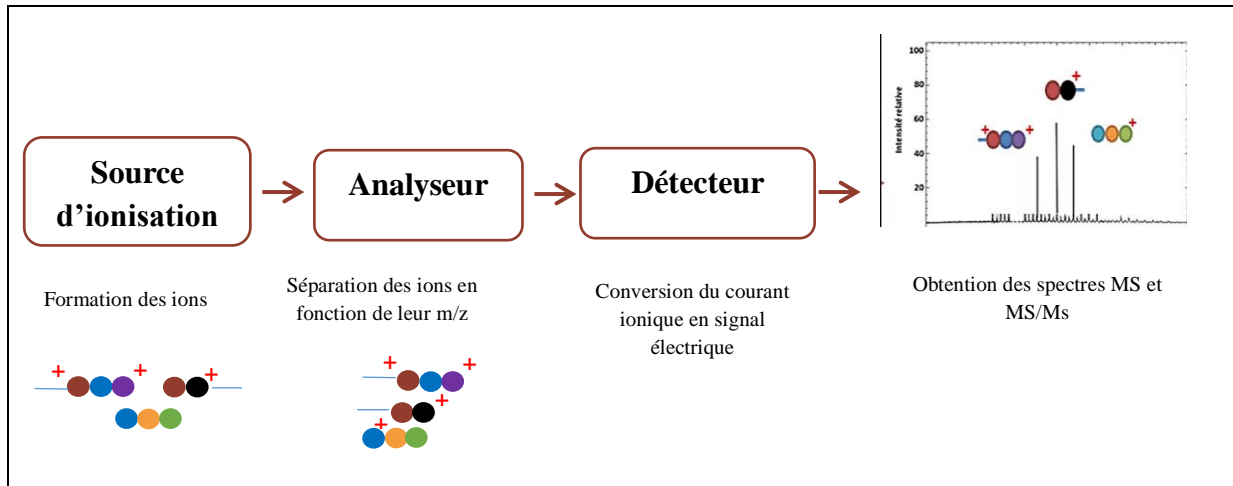 Source
d'ionisation
Analyseur
Détecteur
100
80
60
40
20
Intensité relative
+
+
+
+
Formation des ions
Séparation des ions en
fonction de leur m/z
Conversion du courant
ionique en signal
électrique
Obtention des spectres MS et
MS/Ms
+
+
+
+
+
+
+